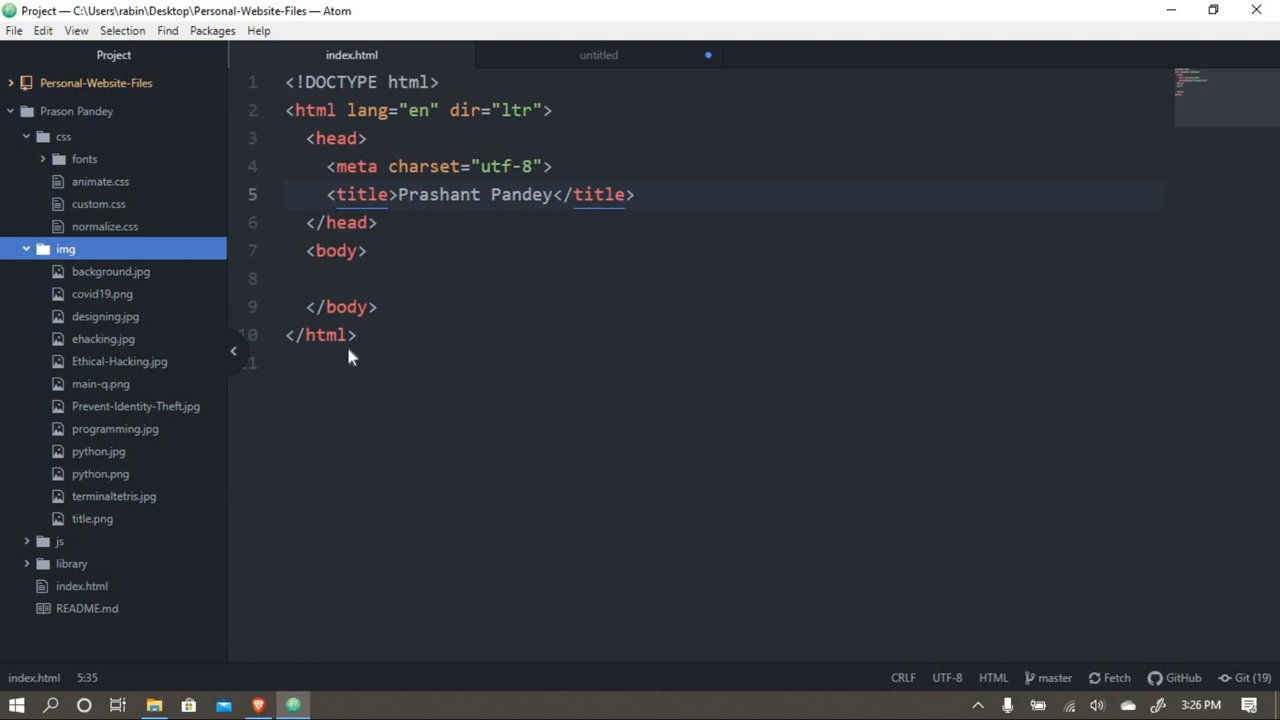 Project — C:\Users\rabin\Desktop\Personal-Website-Files — Atom
File Edit View Selection Find Packages Help
Project
Personal-Website-Files
Prason Pandey
css
fonts
animate.css
custom.css
normalize.css
img
background.jpg
covid19.png
designing.jpg
ehacking.jpg
Ethical-Hacking.jpg
main-q.png
Prevent-Identity-Theft.jpg
programming.jpg
python.jpg
python.png
terminaltetris.jpg
title.png
js
library
index.html
README.md
index.html untitled
1 <!DOCTYPE html>
2 <html lang="en" dir="ltr">
3 <head>
4 <meta charset="utf-8">
5 <title>Prashant Pandey</title>
6 </head>
7 <body>
8
9 </body>
10 </html>
11
index.html 5:35 CRLF UTF-8 HTML master Fetch GitHub Git (19)
3:26 PM